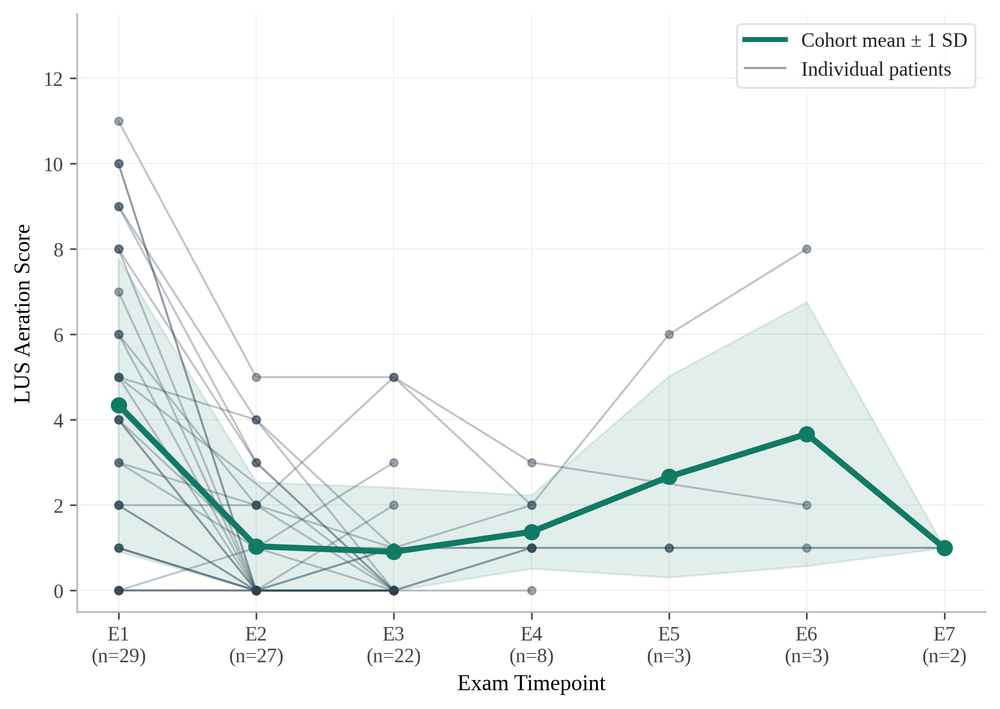 Cohort mean ± 1 SD
Individual patients
LUS Aeration Score
12
10
8
6
4
2
0
E1
(n=29)
E2
(n=27)
E3
(n=22)
E4
(n=8)
E5
(n=3)
E6
(n=3)
E7
(n=2)
Exam Timepoint